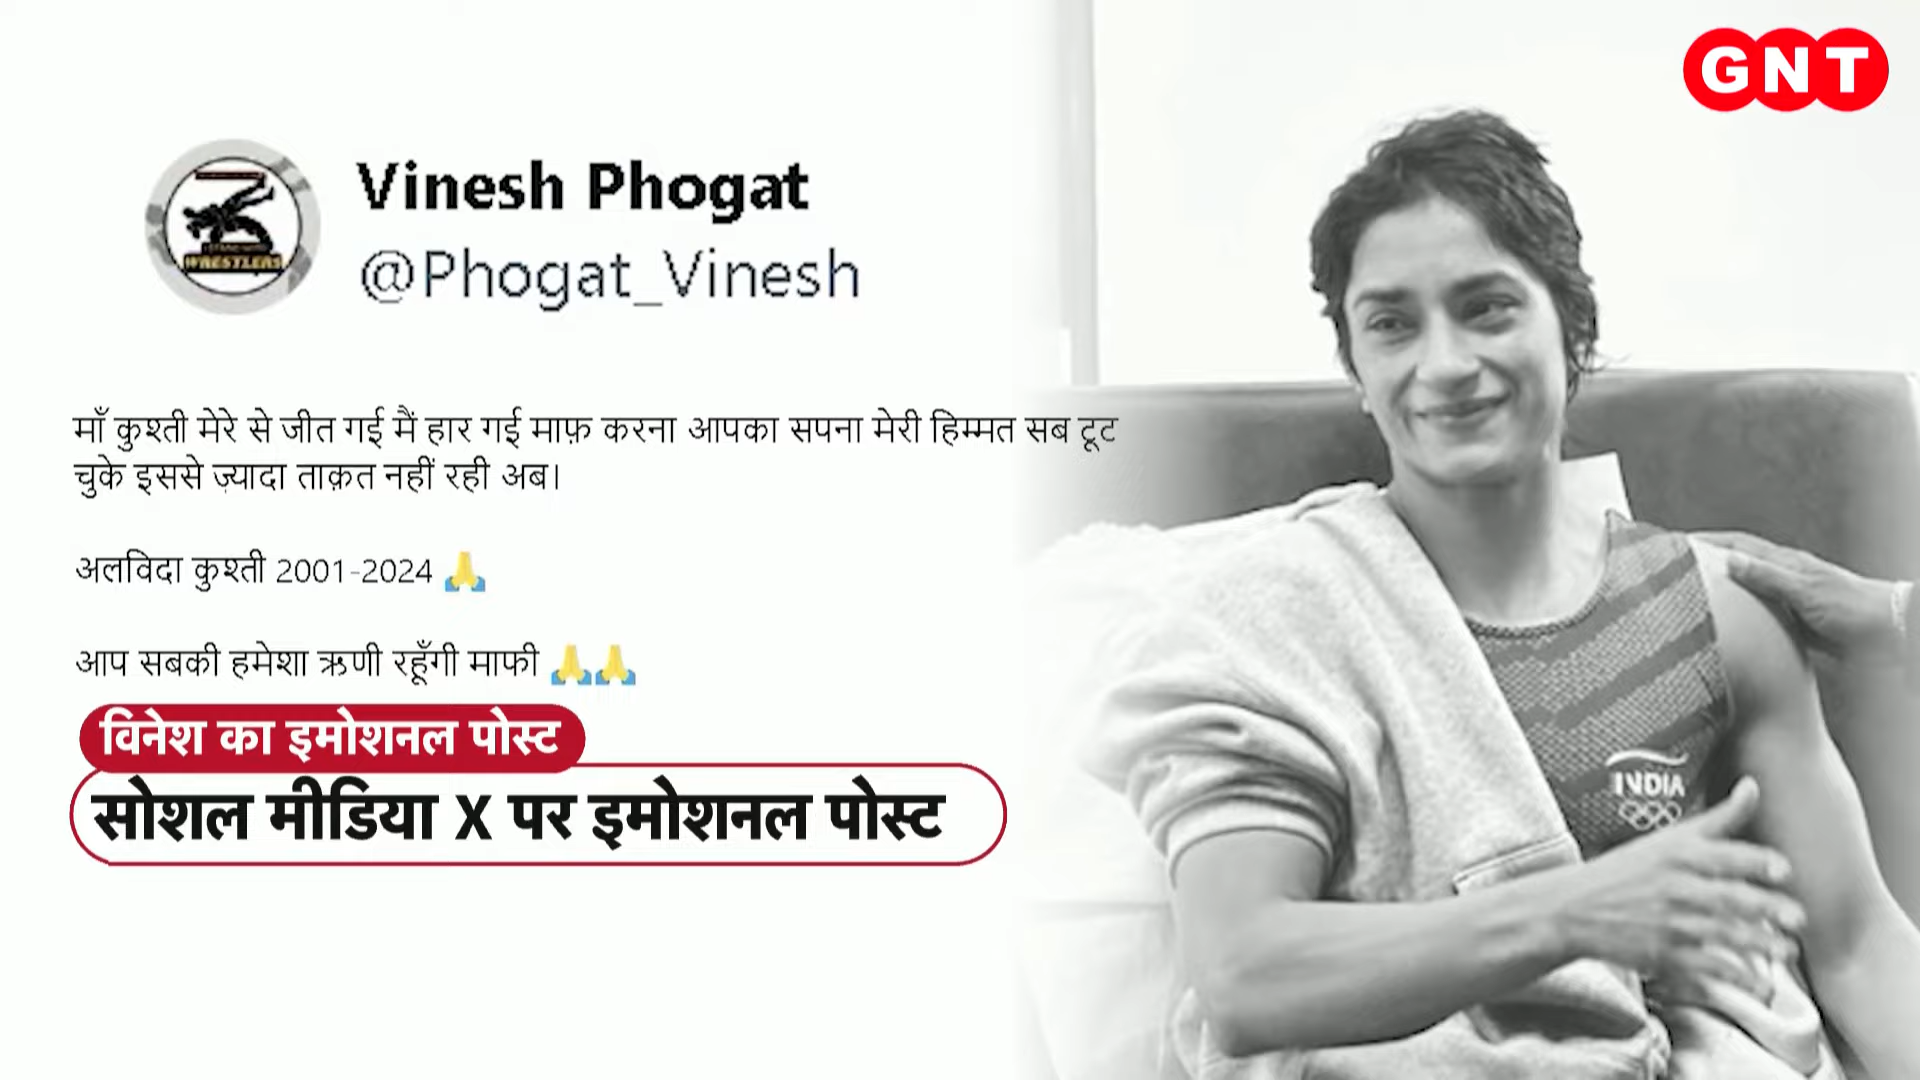 GNT
Vinesh Phogat
@Phogat_Vinesh
WRESTLERS
माँ कुश्ती मेरे से जीत गई मैं हार गई माफ़ करना आपका सपना मेरी हिम्मत सब टूट
चुके इससे ज़्यादा ताक़त नहीं रही अब।
अलविदा कुश्ती 2001-2024 🙏
आप सबकी हमेशा ऋणी रहूँगी माफी 🙏🙏
विनेश का इमोशनल पोस्ट
सोशल मीडिया X पर इमोशनल पोस्ट
INDIA